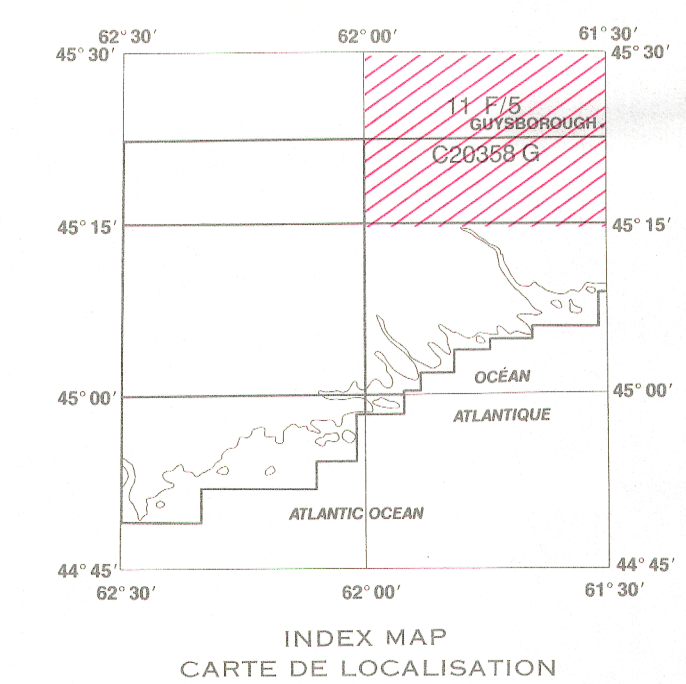 62° 30′ 62° 00′ 61° 30′
45° 30′ 45° 30′
11 F/5
GUYSBOROUGH
C20358 G
45° 15′ 45° 15′
OCÉAN
45° 00′ 45° 00′
ATLANTIQUE
ATLANTIC OCEAN
44° 45′ 44° 45′
62° 30′ 62° 00′ 61° 30′
INDEX MAP
CARTE DE LOCALISATION